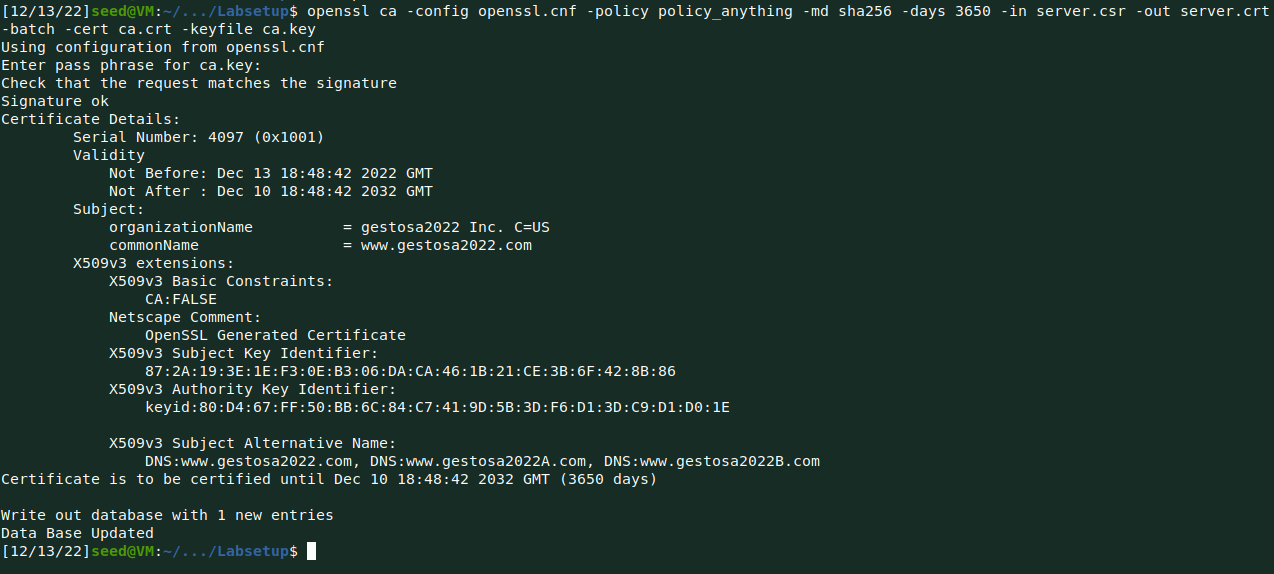 [12/13/22]seed@VM:~/.../Labsetup$ openssl ca -config openssl.cnf -policy policy_anything -md sha256 -days 3650 -in server.csr -out server.crt
-batch -cert ca.crt -keyfile ca.key
Using configuration from openssl.cnf
Enter pass phrase for ca.key:
Check that the request matches the signature
Signature ok
Certificate Details:
        Serial Number: 4097 (0x1001)
        Validity
            Not Before: Dec 13 18:48:42 2022 GMT
            Not After : Dec 10 18:48:42 2032 GMT
        Subject:
            organizationName          = gestosa2022 Inc. C=US
            commonName                = www.gestosa2022.com
        X509v3 extensions:
            X509v3 Basic Constraints:
                CA:FALSE
            Netscape Comment:
                OpenSSL Generated Certificate
            X509v3 Subject Key Identifier:
                87:2A:19:3E:1E:F3:0E:B3:06:DA:CA:46:1B:21:CE:3B:6F:42:8B:86
            X509v3 Authority Key Identifier:
                keyid:80:D4:67:FF:50:BB:6C:84:C7:41:9D:5B:3D:F6:D1:3D:C9:D1:D0:1E
            X509v3 Subject Alternative Name:
                DNS:www.gestosa2022.com, DNS:www.gestosa2022A.com, DNS:www.gestosa2022B.com
Certificate is to be certified until Dec 10 18:48:42 2032 GMT (3650 days)
Write out database with 1 new entries
Data Base Updated
[12/13/22]seed@VM:~/.../Labsetup$